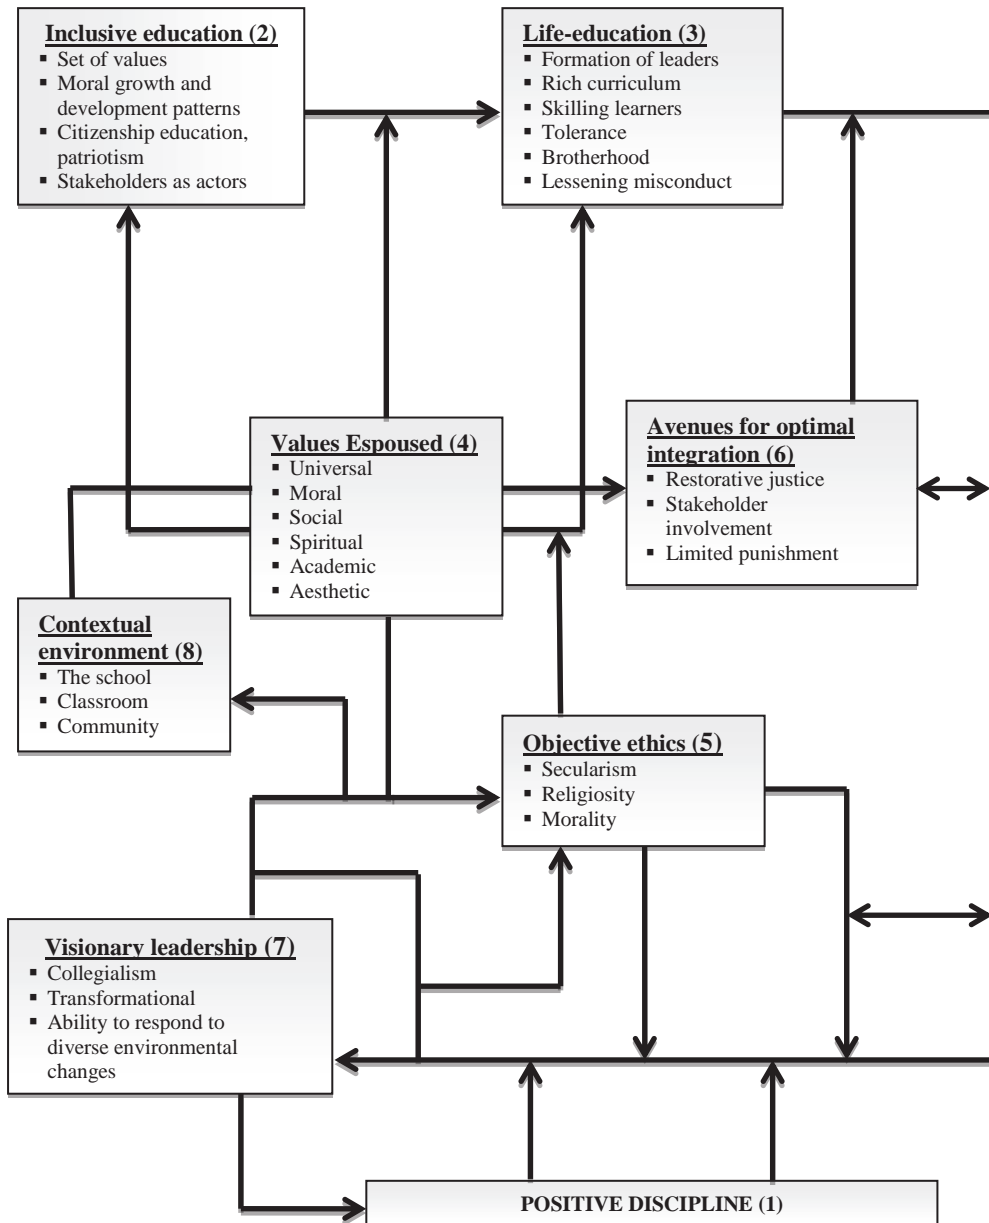 Inclusive education (2)
▪ Set of values
▪ Moral growth and
development patterns
▪ Citizenship education,
patriotism
▪ Stakeholders as actors
Life-education (3)
▪ Formation of leaders
▪ Rich curriculum
▪ Skilling learners
▪ Tolerance
▪ Brotherhood
▪ Lessening misconduct
Values Espoused (4)
▪ Universal
▪ Moral
▪ Social
▪ Spiritual
▪ Academic
▪ Aesthetic
Avenues for optimal
integration (6)
▪ Restorative justice
▪ Stakeholder
involvement
▪ Limited punishment
Contextual
environment (8)
▪ The school
▪ Classroom
▪ Community
Objective ethics (5)
▪ Secularism
▪ Religiosity
▪ Morality
Visionary leadership (7)
▪ Collegialism
▪ Transformational
▪ Ability to respond to
diverse environmental
changes
POSITIVE DISCIPLINE (1)